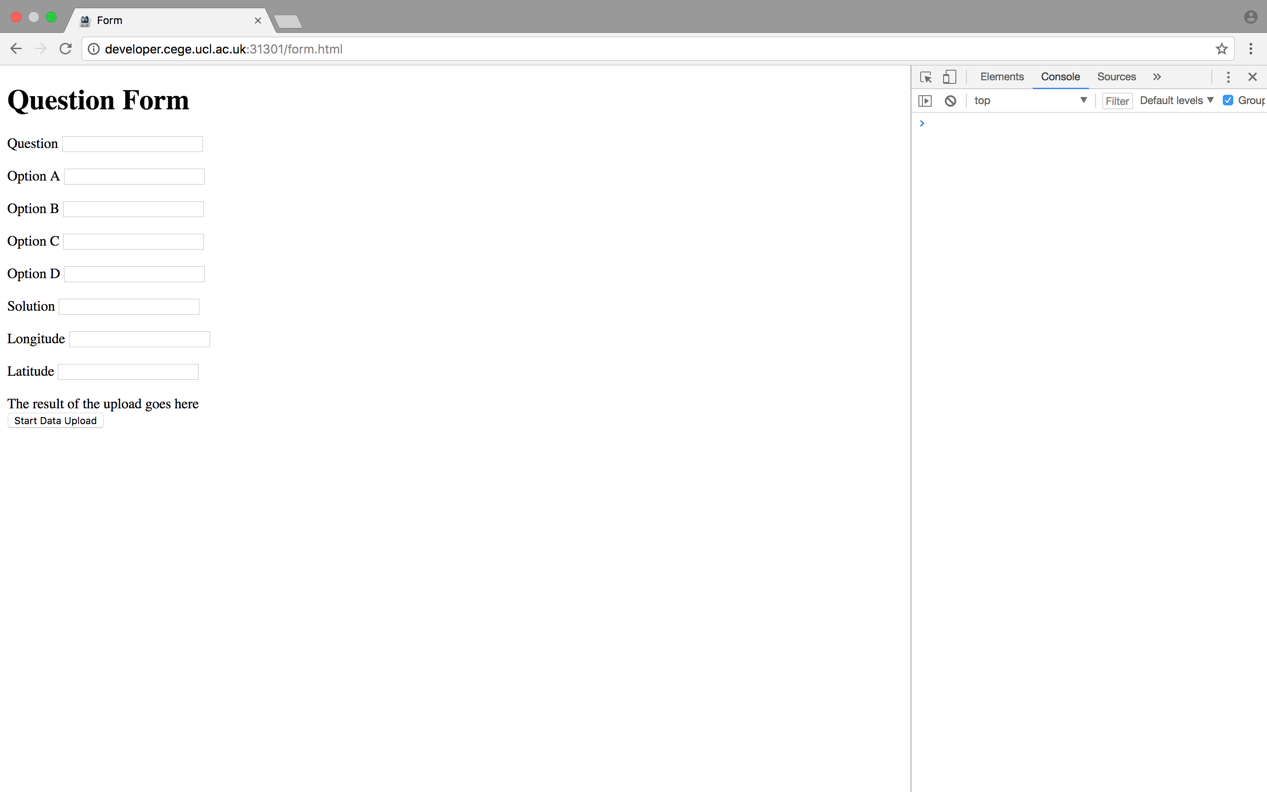 Form
developer.cege.ucl.ac.uk:31301/form.html
Elements Console Sources
top Filter Default levels Group
Question Form
Question
Option A
Option B
Option C
Option D
Solution
Longitude
Latitude
The result of the upload goes here
Start Data Upload